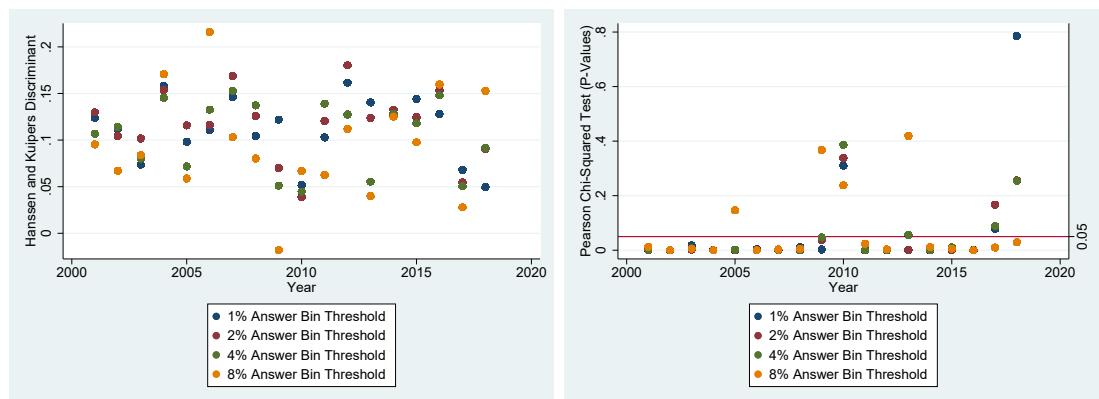 Hanssen and Kuipers Discriminant
.2
.15
.1
.05
0
2000 2005 2010 2015 2020
Year
1% Answer Bin Threshold
2% Answer Bin Threshold
4% Answer Bin Threshold
8% Answer Bin Threshold
Pearson Chi-Squared Test (P-Values)
.8
.6
.4
.2
0
0.05
2000 2005 2010 2015 2020
Year
1% Answer Bin Threshold
2% Answer Bin Threshold
4% Answer Bin Threshold
8% Answer Bin Threshold